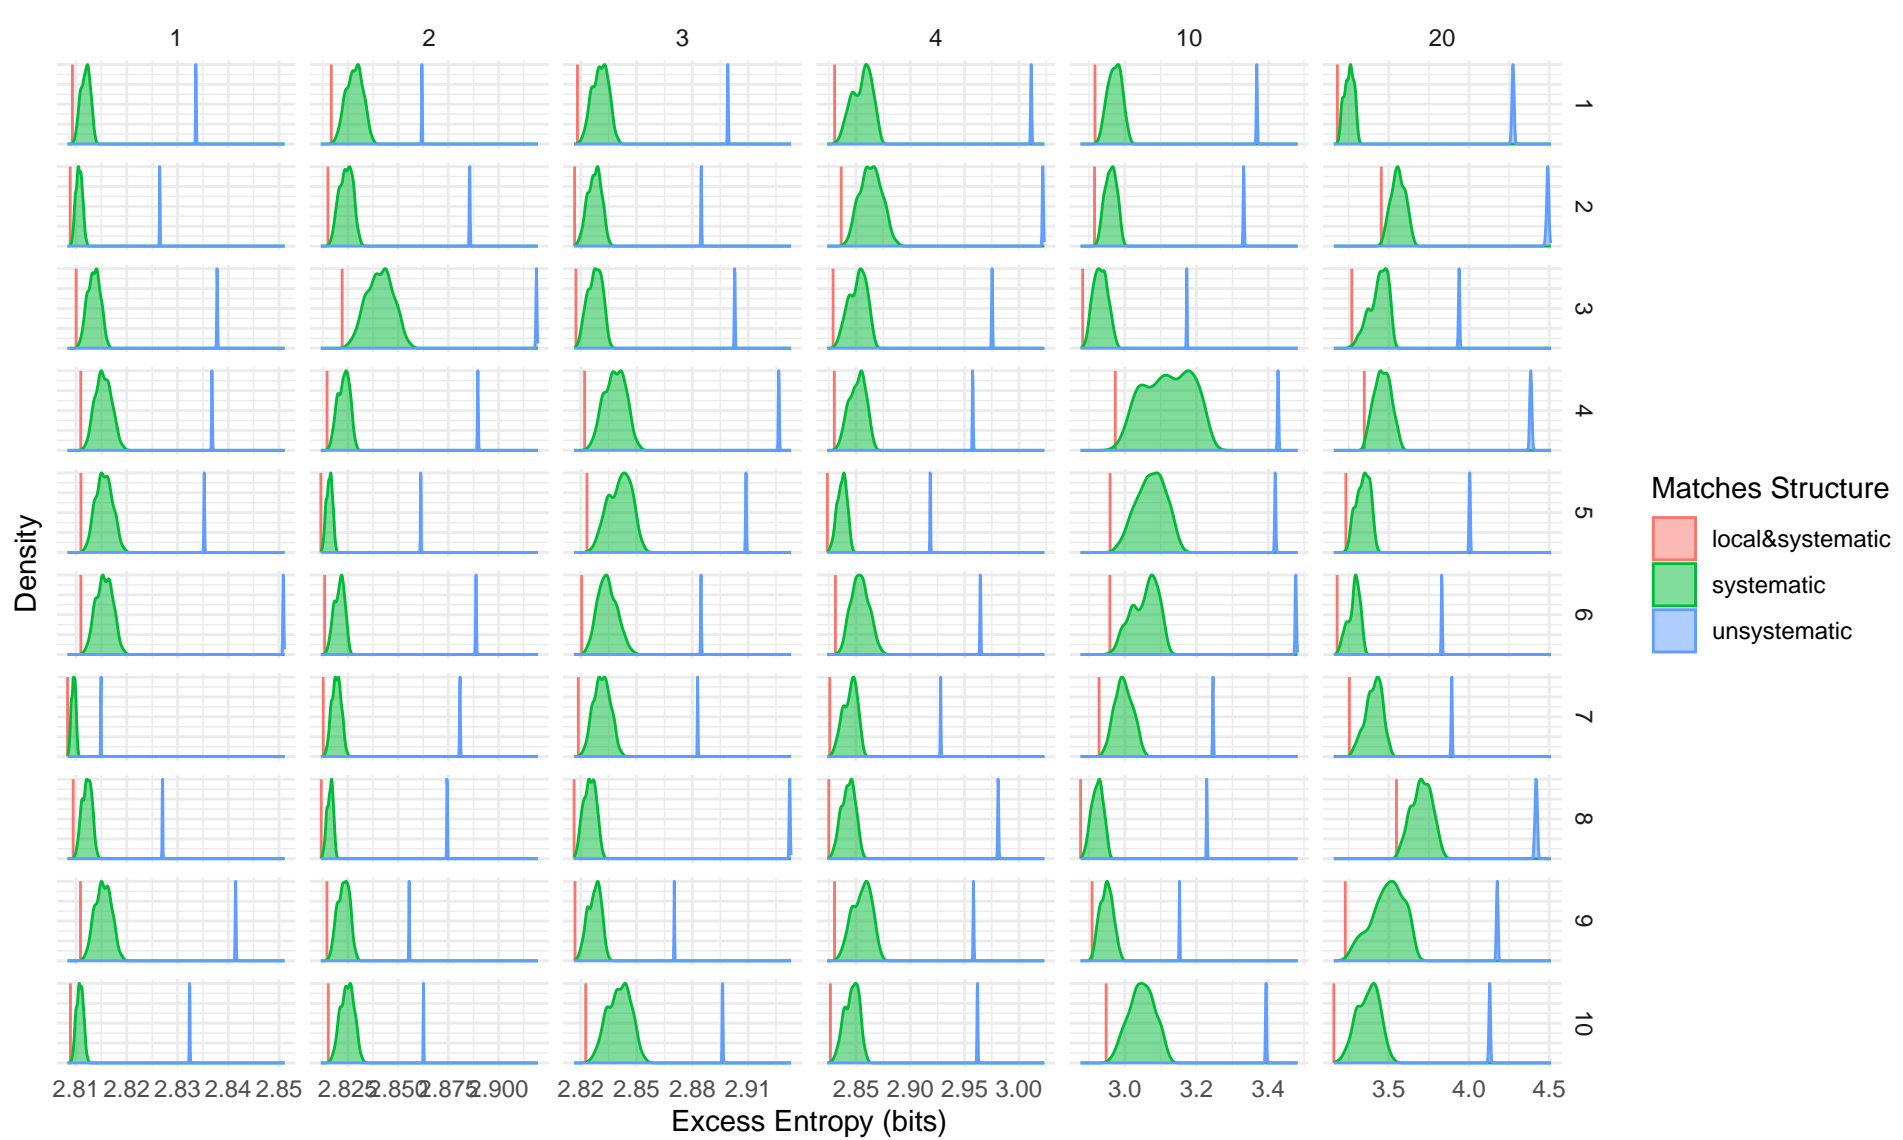 1 2 3 4 10 20
1
2
3
4
5
6
7
8
9
10
Density
2.81 2.82 2.83 2.84 2.85 2.825 2.850 2.875 2.900 2.82 2.85 2.88 2.91 2.85 2.90 2.95 3.00 3.0 3.2 3.4 3.5 4.0 4.5
Excess Entropy (bits)
Matches Structure
local&systematic
systematic
unsystematic